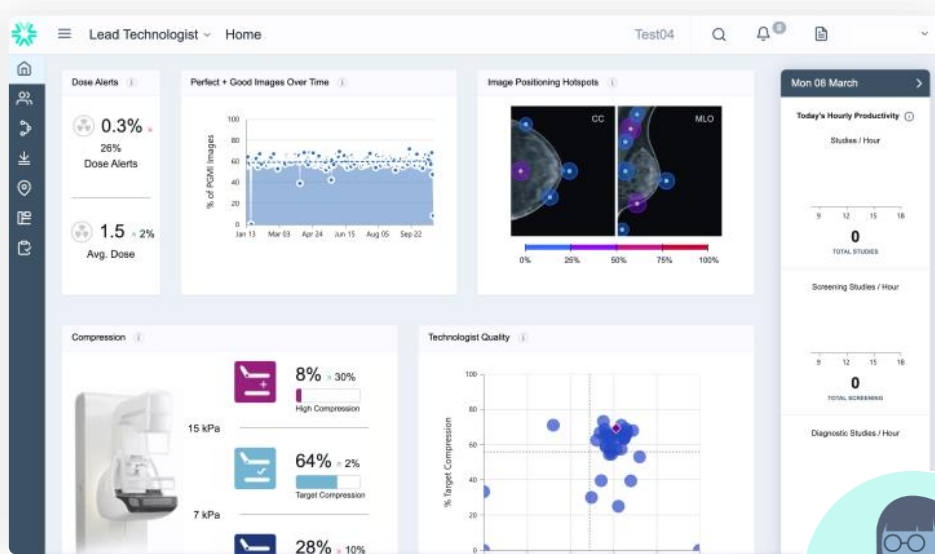 Lead Technologist
Home
Test04
0
Dose Alerts
0.3%
26%
Dose Alerts
1.5
2%
Avg. Dose
Perfect + Good Images Over Time
% of PGMI Images
100
80
60
40
20
0
Jan 13
Mar 03
Apr 24
Jun 15
Aug 05
Sep 22
Image Positioning Hotspots
CC
MLO
0%
25%
50%
75%
100%
Mon 08 March
Today's Hourly Productivity
Studies / Hour
9
12
15
18
0
TOTAL STUDIES
Screening Studies / Hour
9
12
15
18
0
TOTAL SCREENING
Diagnostic Studies / Hour
Compression
15 kPa
7 kPa
8%
30%
High Compression
64%
2%
Target Compression
28%
10%
Technologist Quality
% Target Compression
100
80
60
40
20
0